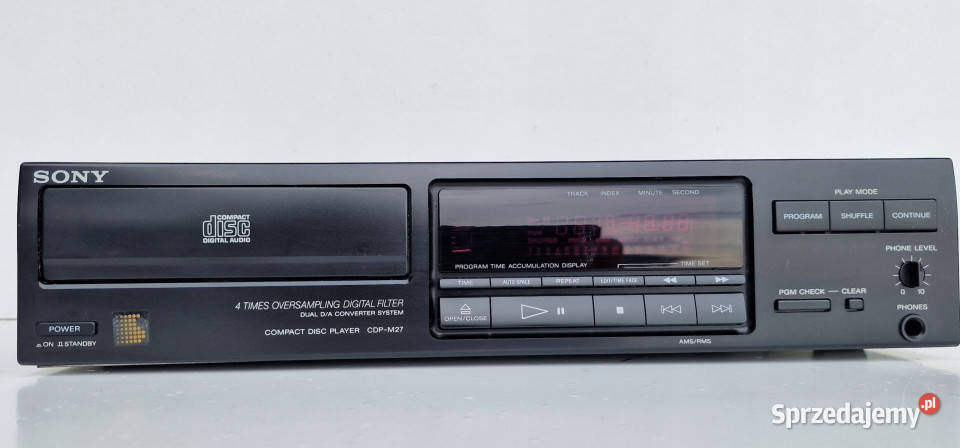 SONY
COMPACT
disc
DIGITAL AUDIO
4 TIMES OVERSAMPLING DIGITAL FILTER
DUAL D/A CONVERTER SYSTEM
COMPACT DISC PLAYER CDP-M27
POWER
ON STANDBY
TRACK INDEX MINUTE SECOND
PROGRAM TIME ACCUMULATION DISPLAY
TIME SET
TIME AUTO SPACE REPEAT EDIT/TIME FADE
OPEN/CLOSE
AMS/RMS
PLAY MODE
PROGRAM SHUFFLE CONTINUE
PHONE LEVEL
0 10
PGM CHECK CLEAR
PHONES
Sprzedajemy.pl